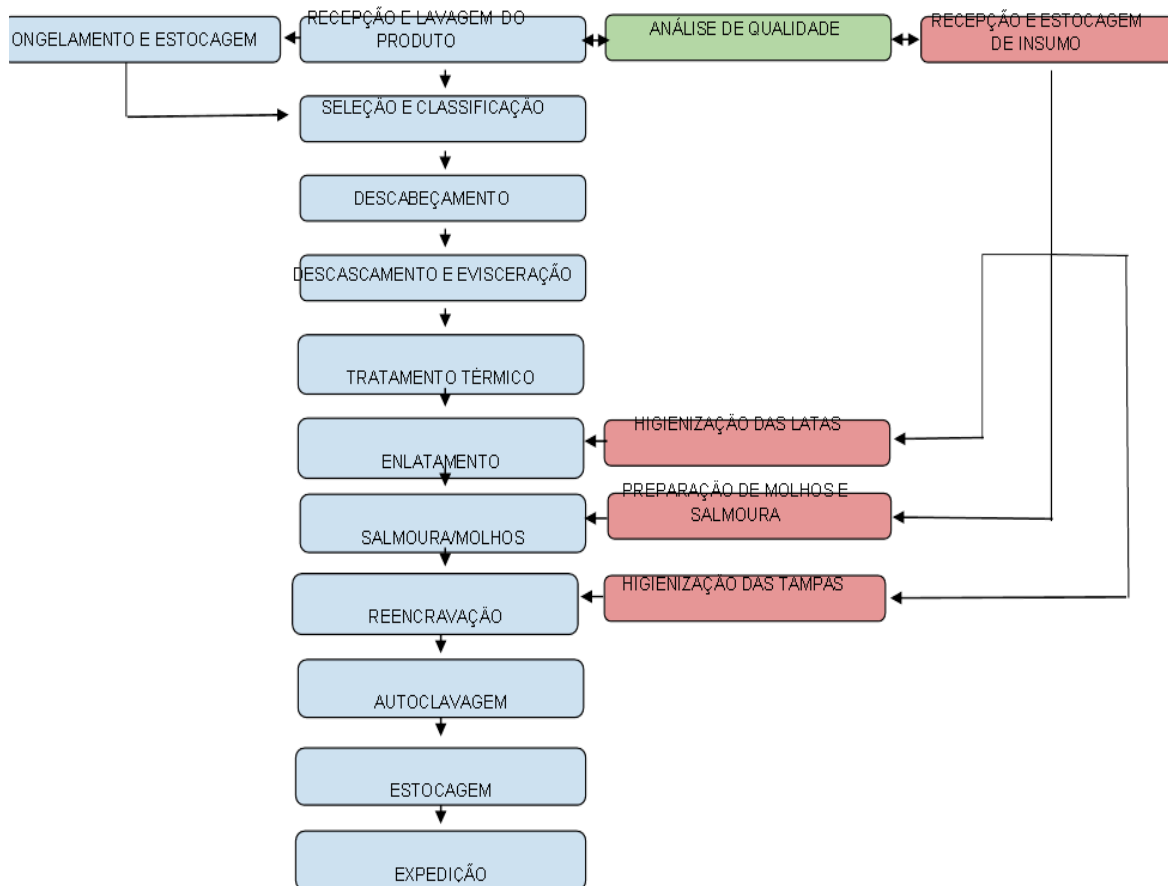 ONGELAMENTO E ESTOCAGEM
RECEPÇÃO E LAVAGEM DO
PRODUTO
ANÁLISE DE QUALIDADE
RECEPÇÃO E ESTOCAGEM
DE INSUMO
SELEÇÃO E CLASSIFICAÇÃO
DESCABEÇAMENTO
DESCASCAMENTO E EVISCERAÇÃO
TRATAMENTO TÉRMICO
ENLATAMENTO
HIGIENIZAÇÃO DAS LATAS
SALMOURA/MOLHOS
PREPARAÇÃO DE MOLHOS E
SALMOURA
REENCRAVAÇÃO
HIGIENIZAÇÃO DAS TAMPAS
AUTOCLAVAGEM
ESTOCAGEM
EXPEDIÇÃO